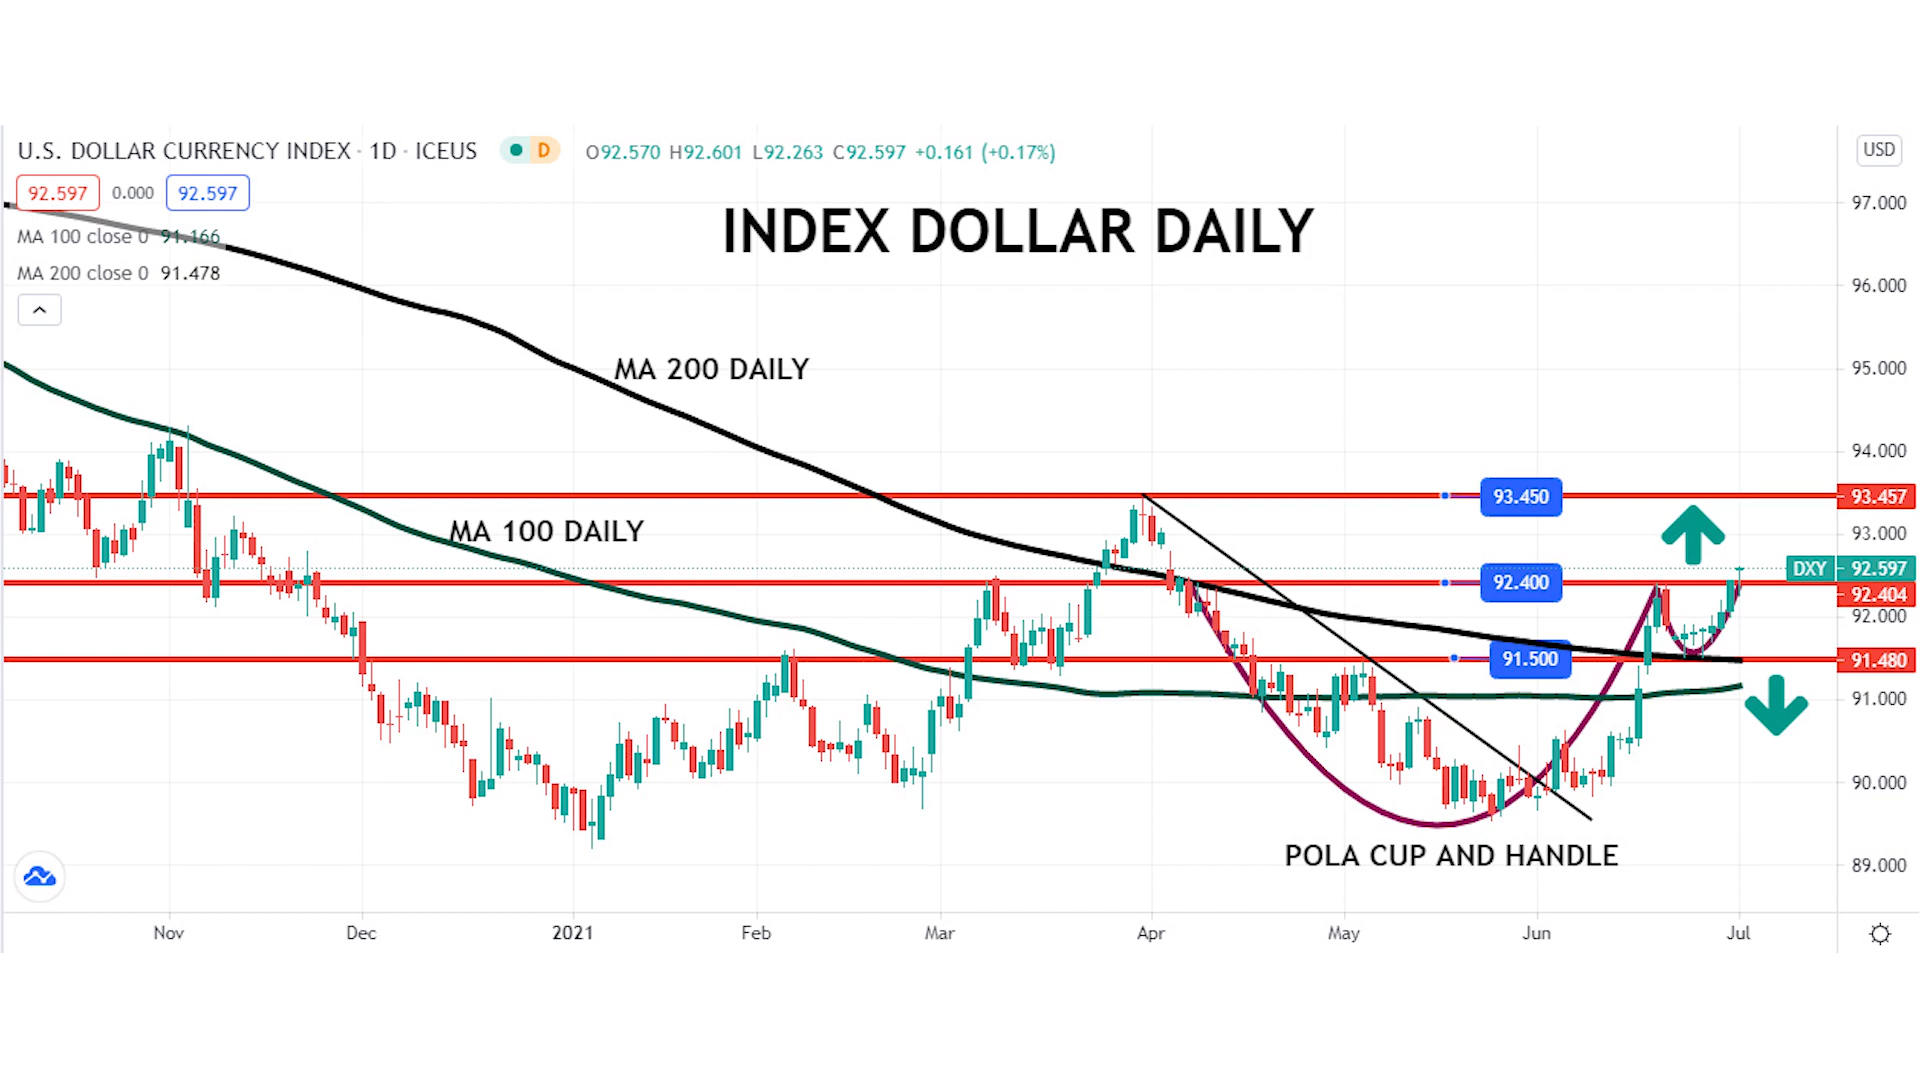 U.S. DOLLAR CURRENCY INDEX · 1D · ICEUS D O92.570 H92.601 L92.263 C92.597 +0.161 (+0.17%)
USD
92.597 0.000 92.597
MA 100 close 0 91.166
MA 200 close 0 91.478
INDEX DOLLAR DAILY
MA 200 DAILY
MA 100 DAILY
93.450
92.400
91.500
POLA CUP AND HANDLE
97.000
96.000
95.000
94.000
93.457
93.000
DXY 92.597
92.404
92.000
91.480
91.000
90.000
89.000
Nov Dec 2021 Feb Mar Apr May Jun Jul